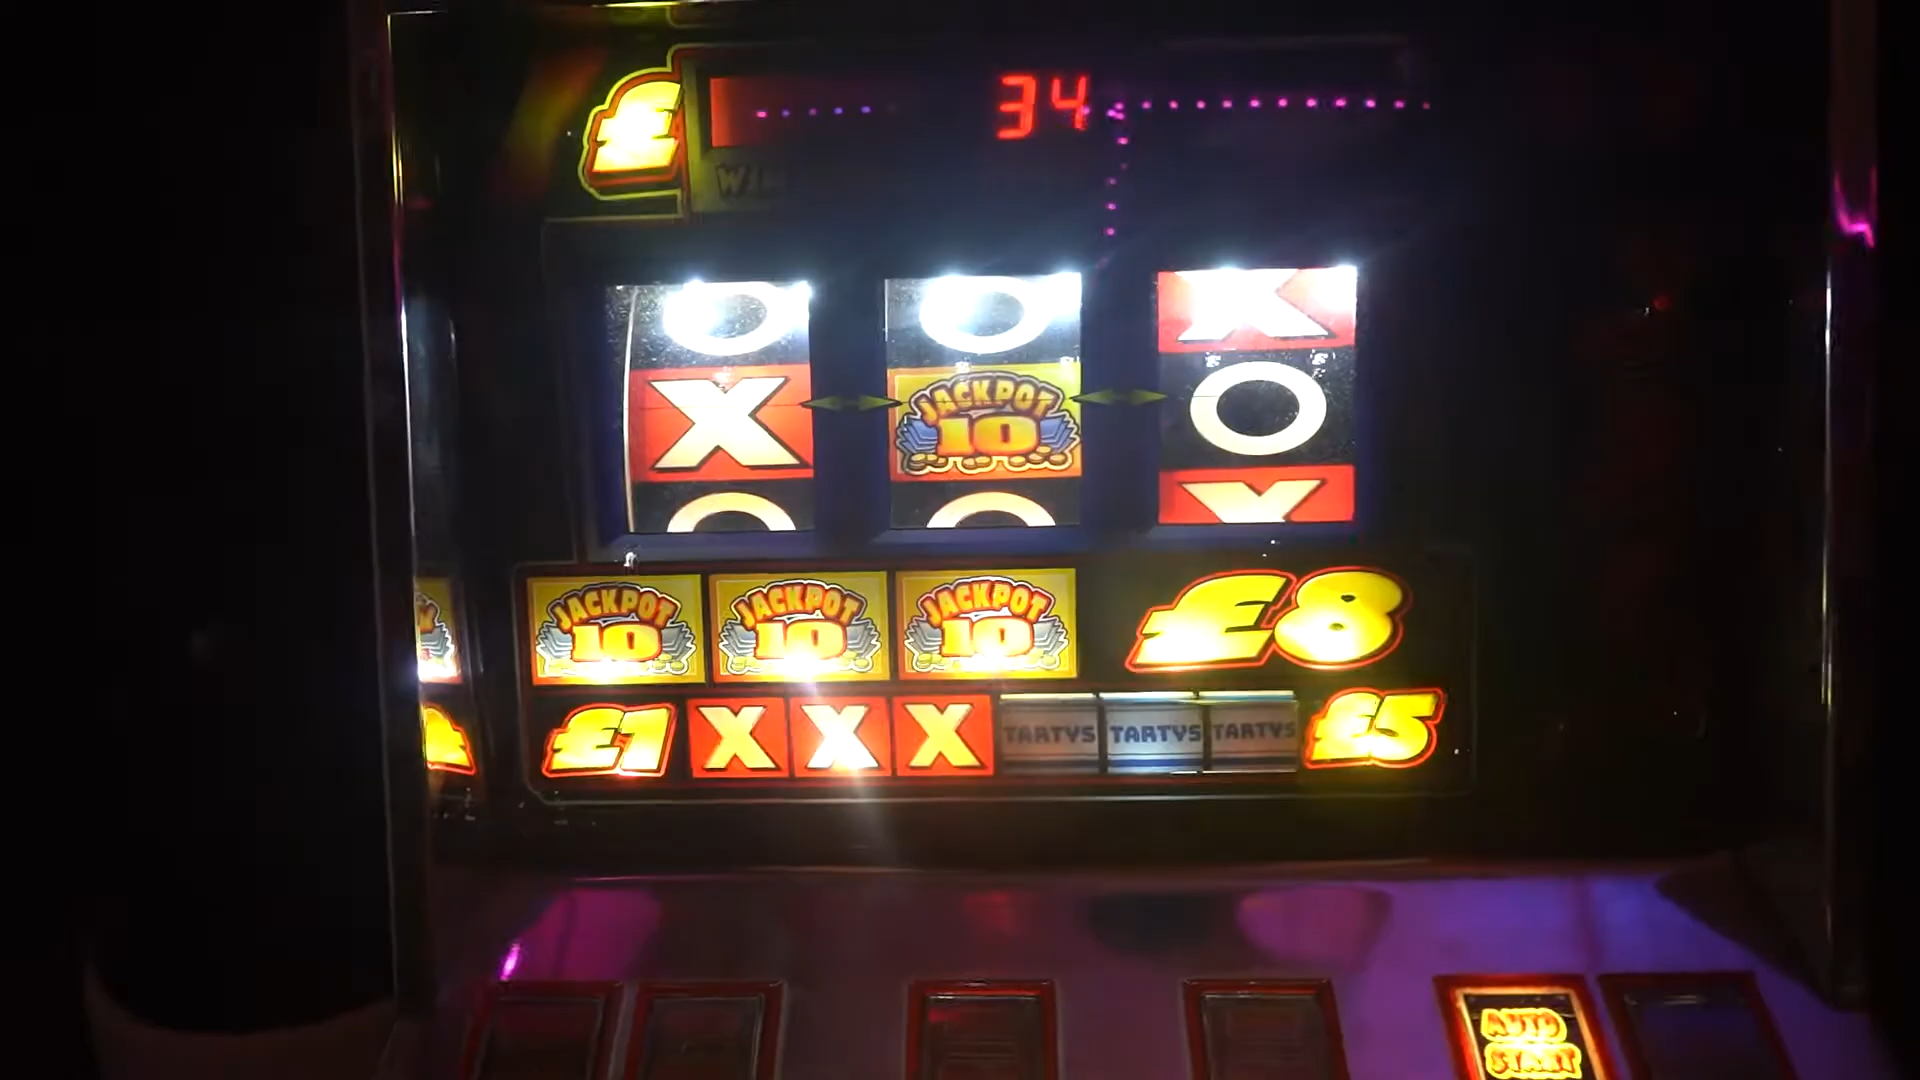 £
34
O O X
X JACKPOT 10 O
O O X
JACKPOT 10 JACKPOT 10 JACKPOT 10 £8
£1 X X X TARTYS TARTYS TARTYS £5
AUTO
START